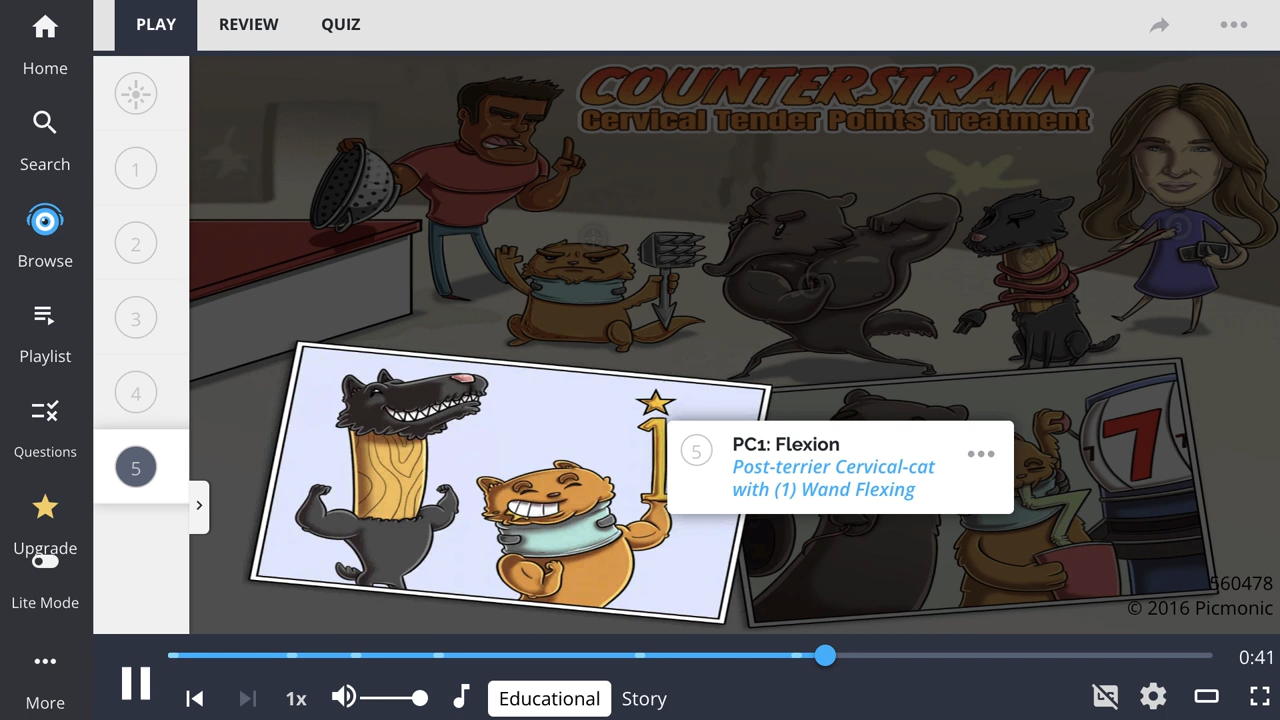 PLAY REVIEW QUIZ
Home
Search
Browse
Playlist
Questions
Upgrade
Lite Mode
More
1
2
3
4
5
COUNTERSTRAIN
Cervical Tender Points Treatment
1
7
5
PC1: Flexion
Post-terrier Cervical-cat
with (1) Wand Flexing
560478
© 2016 Picmonic
0:41
1x
Educational Story